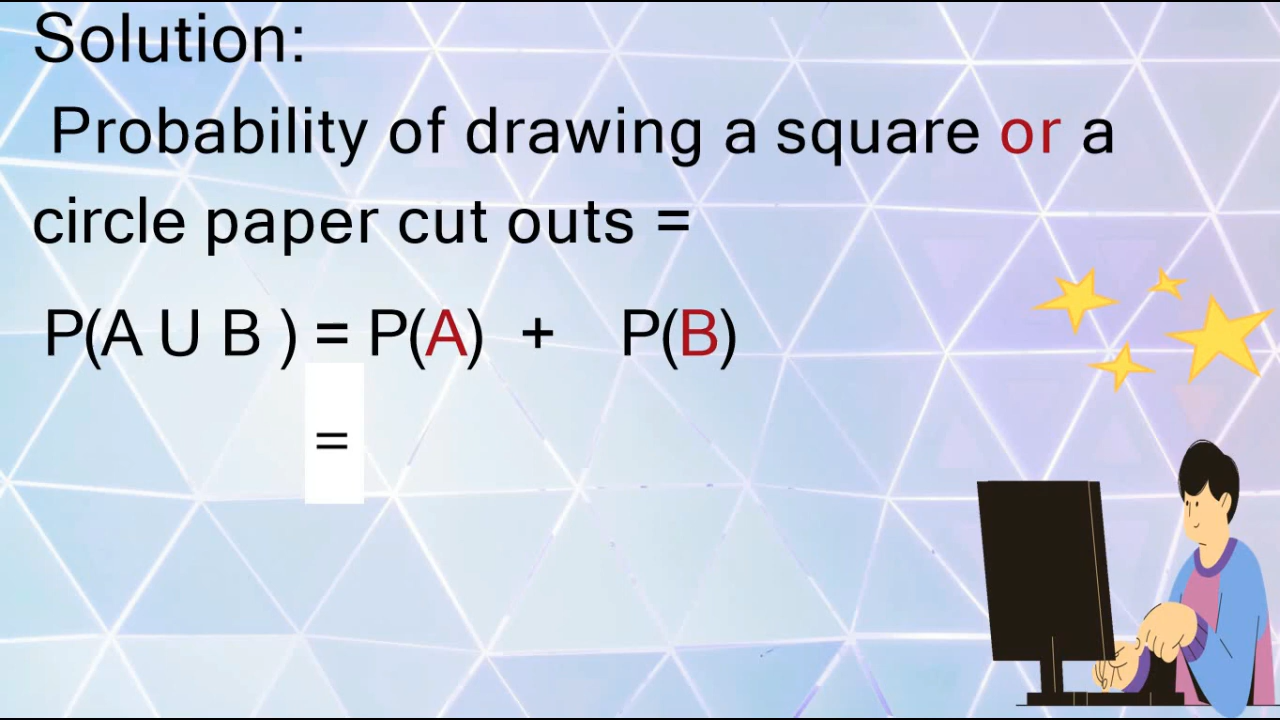 Solution:
Probability of drawing a square or a
circle paper cut outs =
P(A U B ) = P(A) + P(B)
=